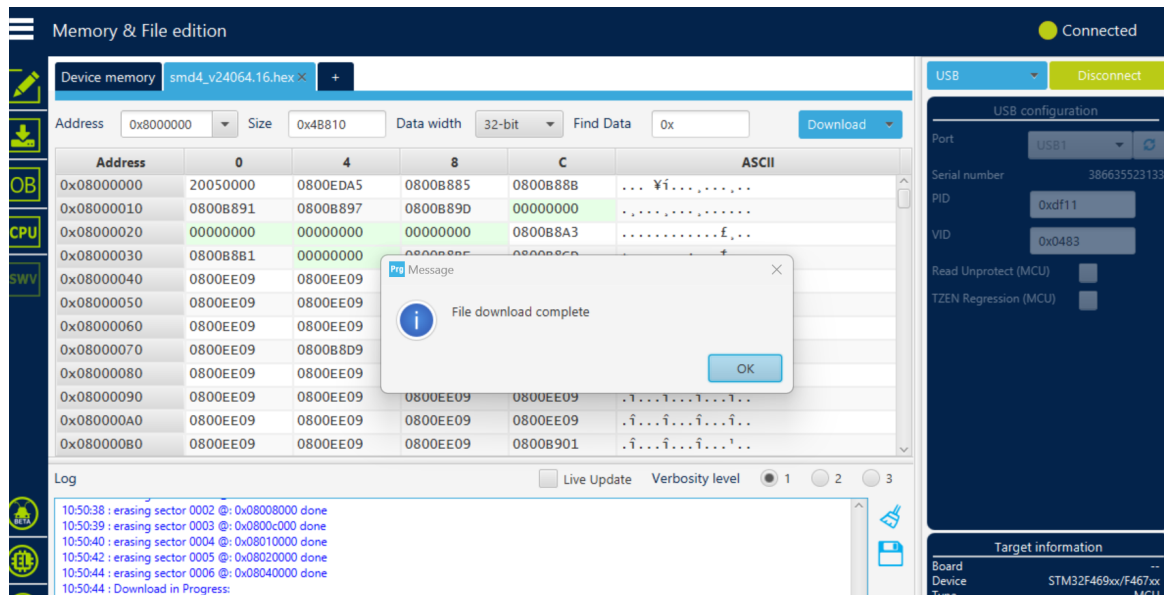 Memory & File edition
Connected
Device memory smd4_v24064.16.hex × +
USB Disconnect
Address 0x8000000 Size 0x4B810 Data width 32-bit Find Data 0x Download
Address 0 4 8 C ASCII
0x08000000 20050000 0800EDA5 0800B885 0800B88B ... ¥í...¸...¸..
0x08000010 0800B891 0800B897 0800B89D 00000000 .¸...¸...¸......
0x08000020 00000000 00000000 00000000 0800B8A3 ............£¸..
0x08000030 0800B8B1 00000000
0x08000040 0800EE09 0800EE09
0x08000050 0800EE09 0800EE09
0x08000060 0800EE09 0800EE09
0x08000070 0800EE09 0800B8D9
0x08000080 0800EE09 0800EE09
0x08000090 0800EE09 0800EE09 0800EE09 0800EE09 .î...î...î...î..
0x080000A0 0800EE09 0800EE09 0800EE09 0800EE09 .î...î...î...î..
0x080000B0 0800EE09 0800EE09 0800EE09 0800B901 .î...î...î...¹..
Prg Message
File download complete
OK
Log Live Update Verbosity level 1 2 3
10:50:38 : erasing sector 0002 @: 0x08008000 done
10:50:39 : erasing sector 0003 @: 0x0800c000 done
10:50:40 : erasing sector 0004 @: 0x08010000 done
10:50:42 : erasing sector 0005 @: 0x08020000 done
10:50:44 : erasing sector 0006 @: 0x08040000 done
10:50:44 : Download in Progress:
USB configuration
Port USB1
Serial number 386635523133
PID 0xdf11
VID 0x0483
Read Unprotect (MCU)
TZEN Regression (MCU)
Target information
Board --
Device STM32F469xx/F467xx
Type MCU
OB
CPU
SWV
BETA